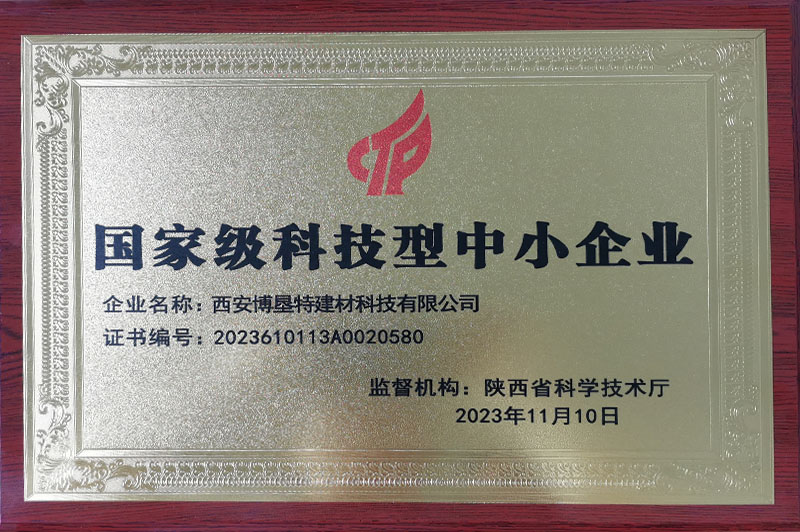 CTP
国家级科技型中小企业
企业名称：西安博垦特建材科技有限公司
证书编号：2023610113A0020580
监督机构：陕西省科学技术厅
2023年11月10日